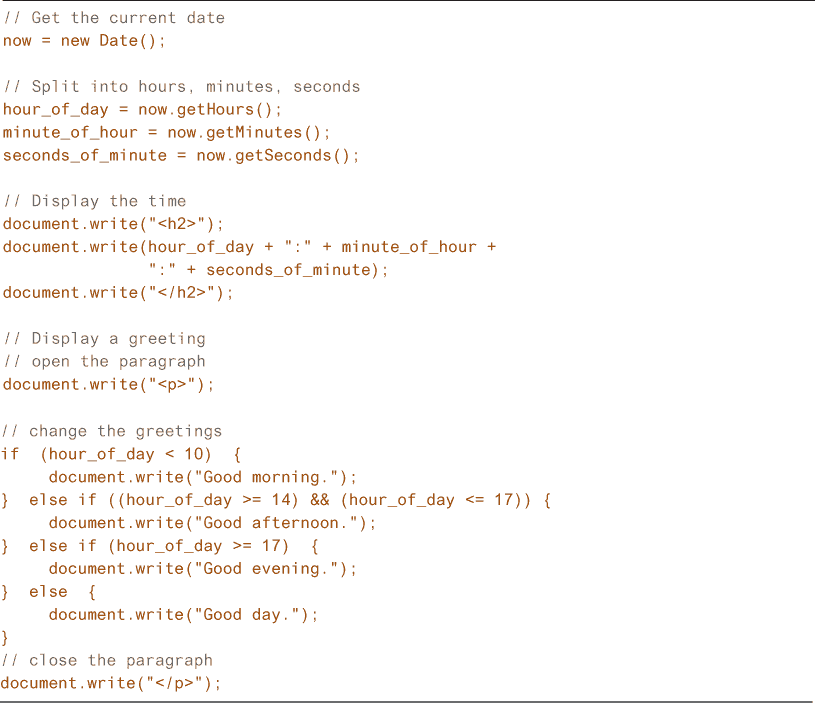 // Get the current date
now = new Date();

// Split into hours, minutes, seconds
hour_of_day = now.getHours();
minute_of_hour = now.getMinutes();
seconds_of_minute = now.getSeconds();

// Display the time
document.write("<h2>");
document.write(hour_of_day + ":" + minute_of_hour +
               ":" + seconds_of_minute);
document.write("</h2>");

// Display a greeting
// open the paragraph
document.write("<p>");

// change the greetings
if  (hour_of_day < 10)  {
     document.write("Good morning.");
}  else if ((hour_of_day >= 14) && (hour_of_day <= 17)) {
     document.write("Good afternoon.");
}  else if (hour_of_day >= 17)  {
     document.write("Good evening.");
}  else  {
     document.write("Good day.");
}
// close the paragraph
document.write("</p>");